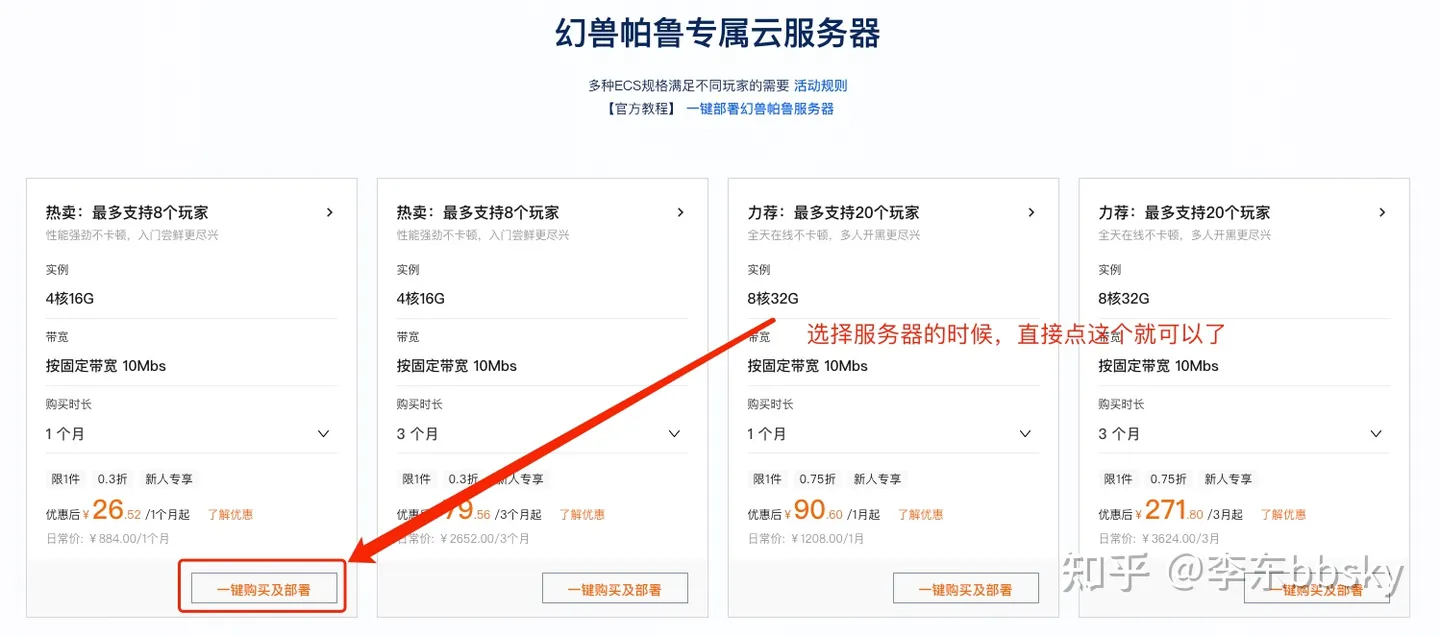 幻兽帕鲁专属云服务器
多种ECS规格满足不同玩家的需要 活动规则
【官方教程】 一键部署幻兽帕鲁服务器
热卖：最多支持8个玩家
性能强劲不卡顿，入门尝鲜更尽兴
实例
4核16G
带宽
按固定带宽 10Mbs
购买时长
1 个月
限1件 0.3折 新人专享
优惠后¥26.52 /1个月起 了解优惠
日常价: ¥884.00/1个月
一键购买及部署
热卖：最多支持8个玩家
性能强劲不卡顿，入门尝鲜更尽兴
实例
4核16G
带宽
按固定带宽 10Mbs
购买时长
3 个月
限1件 0.3折 新人专享
优惠后 79.56 /3个月起 了解优惠
日常价: ¥2652.00/3个月
一键购买及部署
力荐：最多支持20个玩家
全天在线不卡顿，多人开黑更尽兴
实例
8核32G
带宽
按固定带宽 10Mbs
购买时长
1 个月
限1件 0.75折 新人专享
优惠后¥90.60 /1月起 了解优惠
日常价: ¥1208.00/1月
一键购买及部署
力荐：最多支持20个玩家
全天在线不卡顿，多人开黑更尽兴
实例
8核32G
带宽
按固定带宽 10Mbs
购买时长
3 个月
限1件 0.75折 新人专享
优惠后¥271.80 /3月起 了解优惠
日常价: ¥3624.00/3月
一键购买及部署
选择服务器的时候，直接点这个就可以了
知乎 @李东bbsky